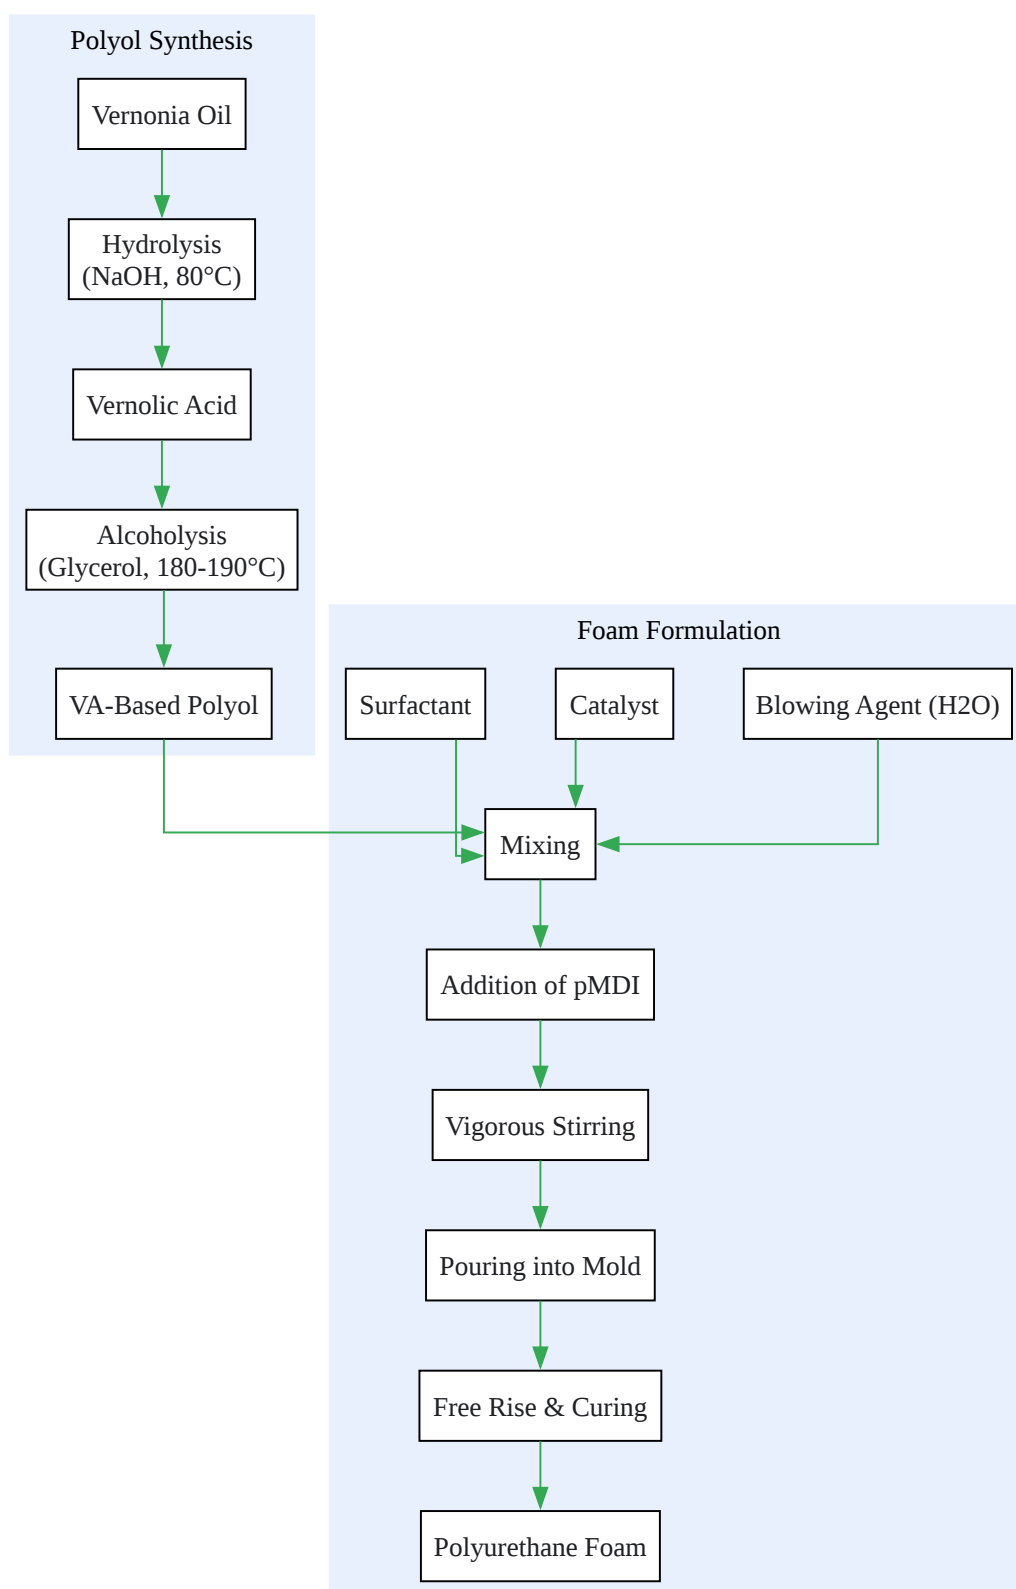 Polyol Synthesis
Vernonia Oil
Hydrolysis
(NaOH, 80°C)
Vernolic Acid
Alcoholysis
(Glycerol, 180-190°C)
VA-Based Polyol
Foam Formulation
Surfactant
Catalyst
Blowing Agent (H2O)
Mixing
Addition of pMDI
Vigorous Stirring
Pouring into Mold
Free Rise & Curing
Polyurethane Foam